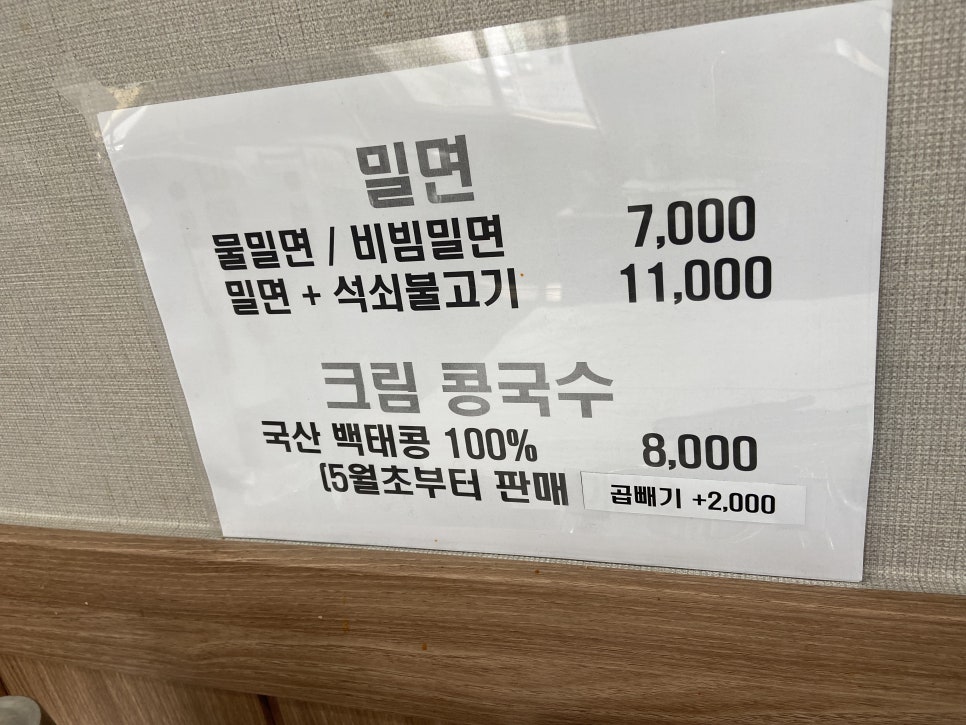 밀면
물밀면 / 비빔밀면 7,000
밀면 + 석쇠불고기 11,000
크림 콩국수
국산 백태콩 100% 8,000
(5월초부터 판매 곱빼기 +2,000